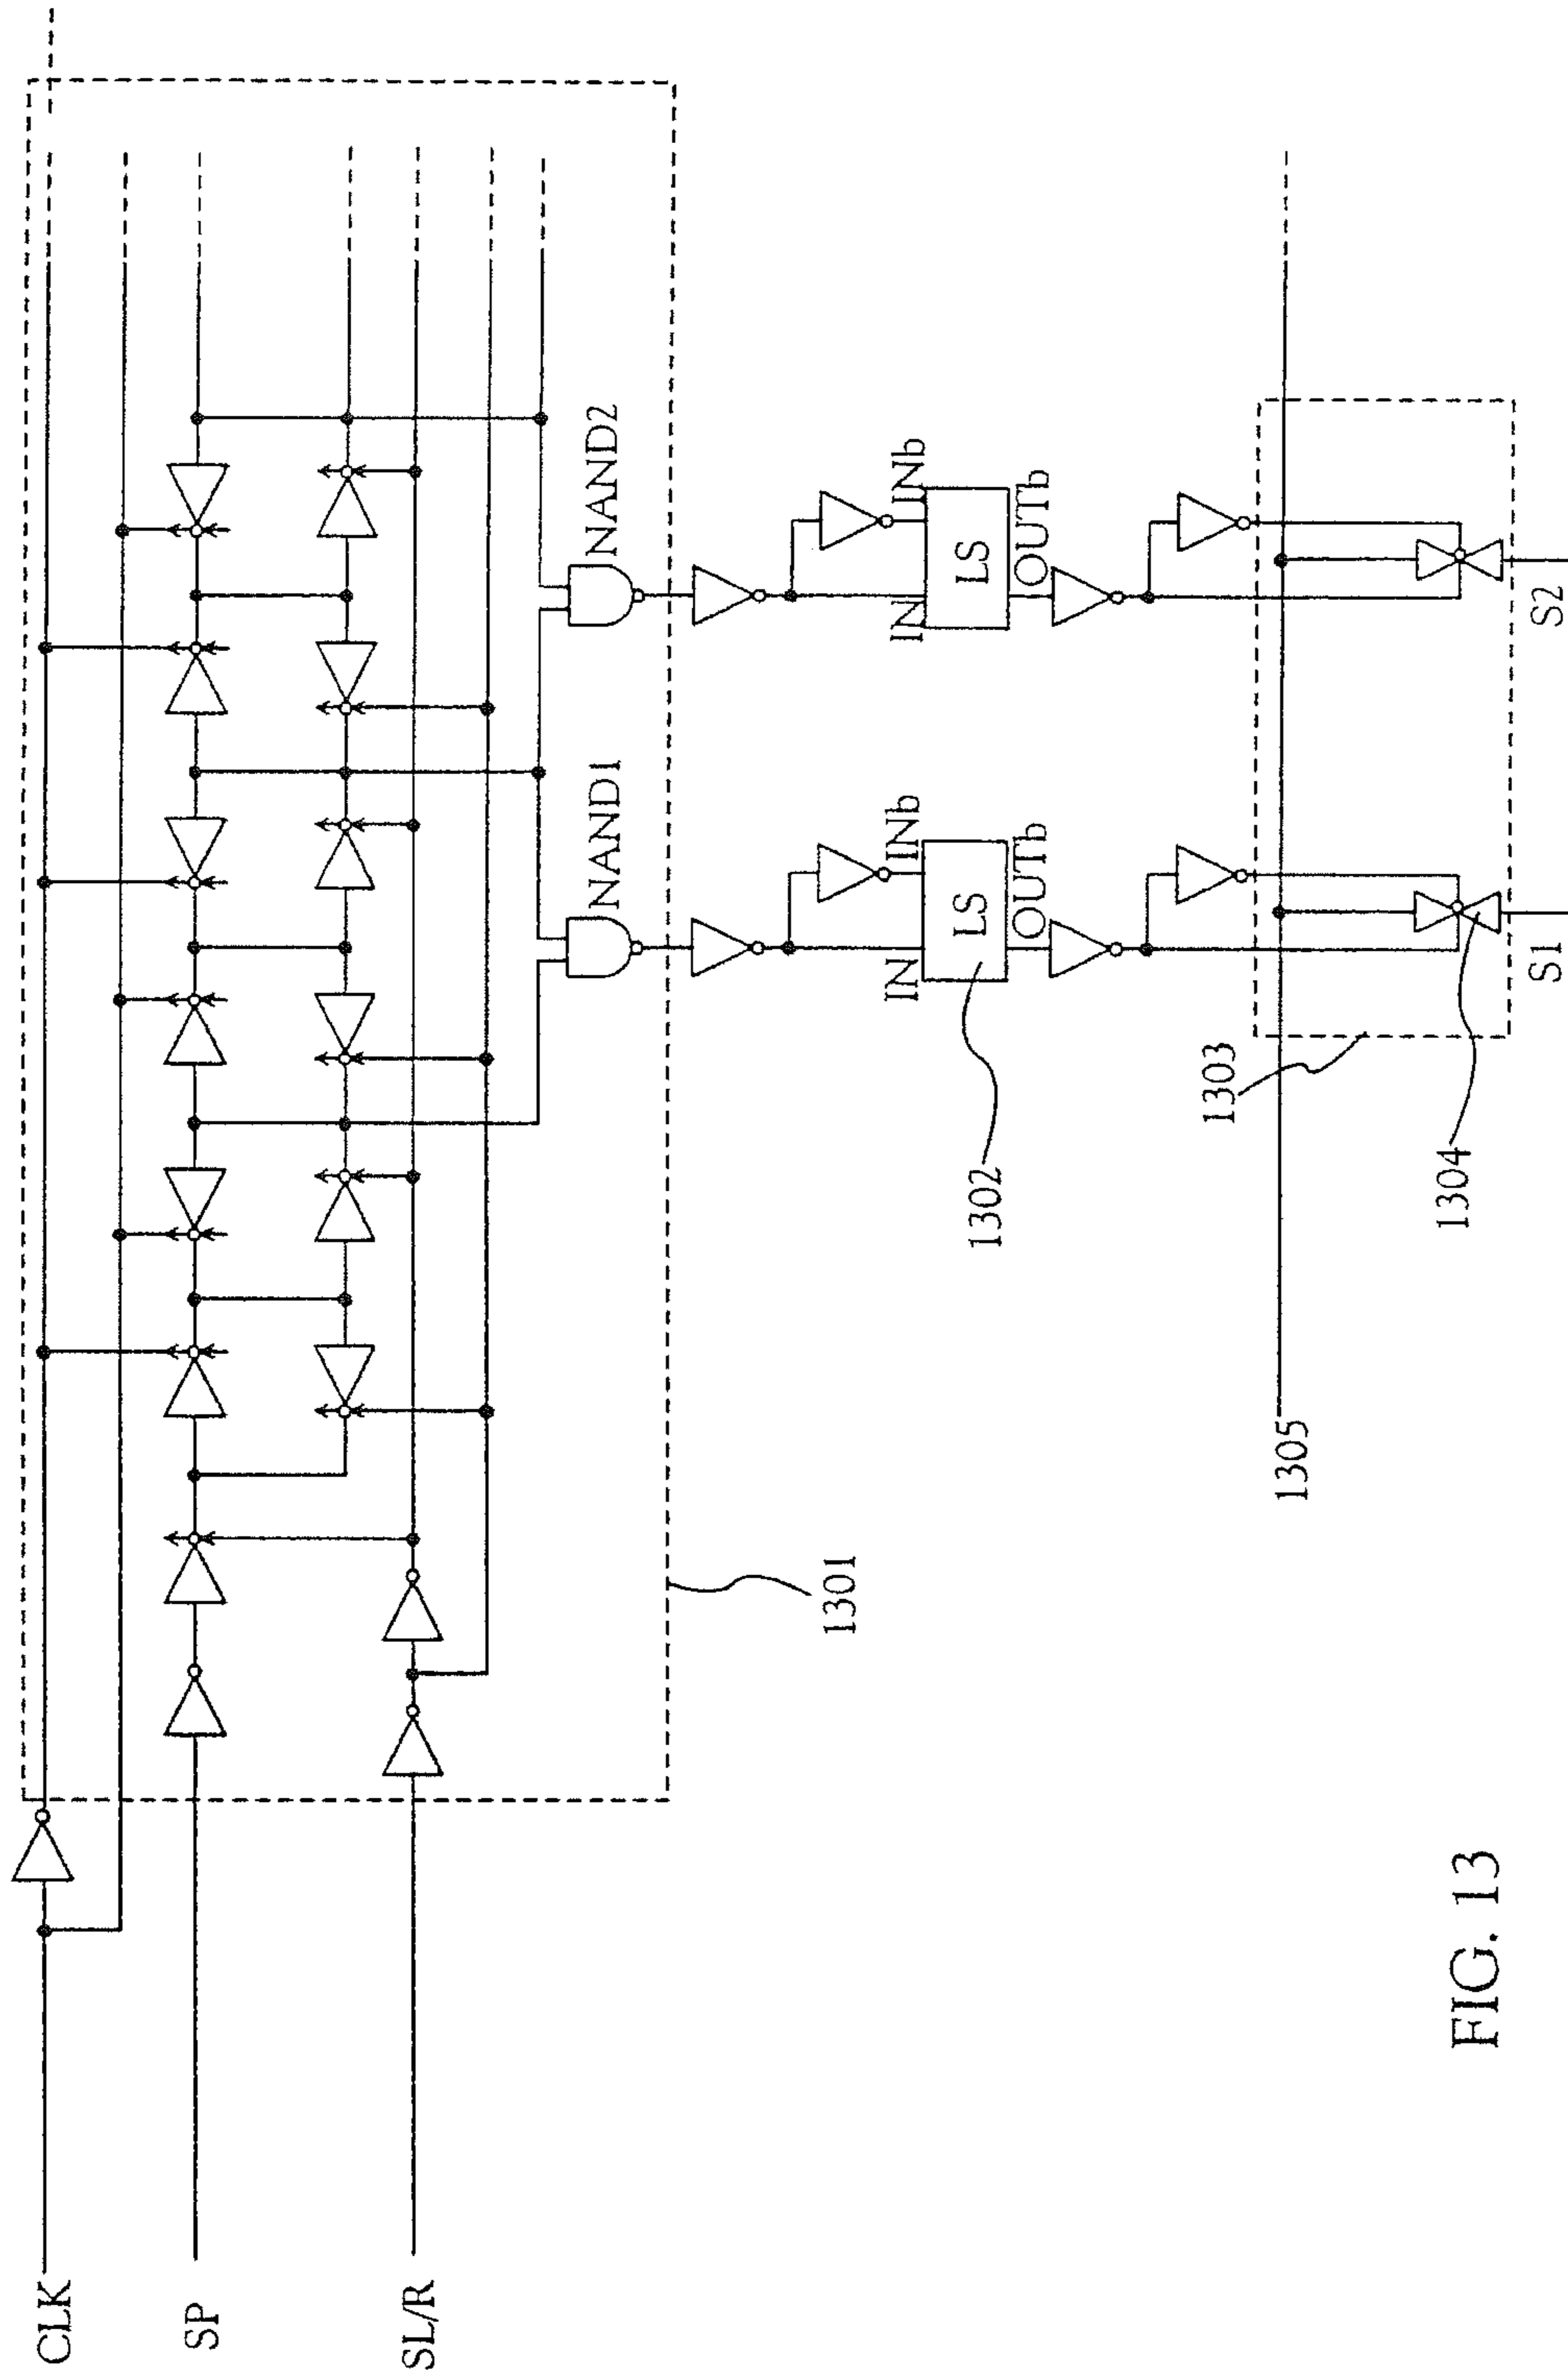 CLK
SP
SL/R
1301
NAND1
NAND2
IN
INb
LS
OUTb
1302
IN
INb
LS
OUTb
1303
1304
1305
S1
S2
FIG. 13